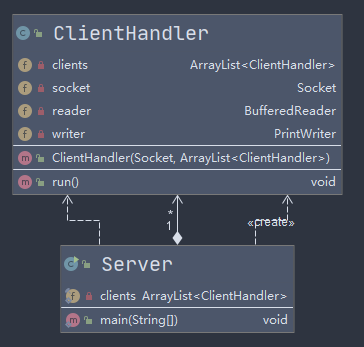 ClientHandler
clients ArrayList<ClientHandler>
socket Socket
reader BufferedReader
writer PrintWriter
ClientHandler(Socket, ArrayList<ClientHandler>)
run() void
*
1
«create»
Server
clients ArrayList<ClientHandler>
main(String[]) void